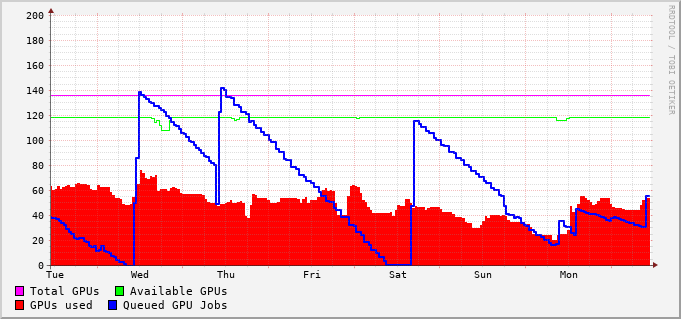 200
180
160
140
120
100
80
60
40
20
0
Tue Wed Thu Fri Sat Sun Mon
Total GPUs Available GPUs
GPUs used Queued GPU Jobs
RRDTOOL / TOBI OETIKER